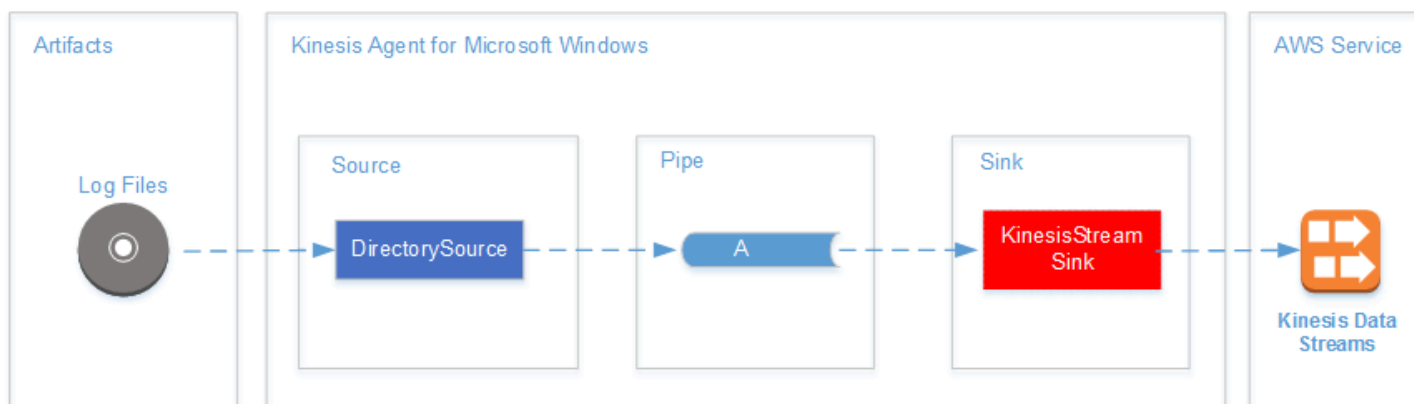 Artifacts
Kinesis Agent for Microsoft Windows
AWS Service
Source
Pipe
Sink
Log Files
DirectorySource
A
KinesisStream
Sink
Kinesis Data
Streams